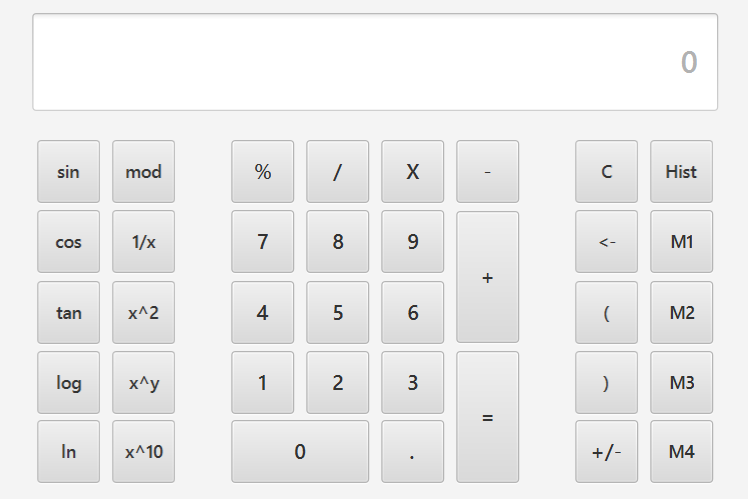 0
sin mod % / X - C Hist
cos 1/x 7 8 9 + <- M1
tan x^2 4 5 6 ( M2
log x^y 1 2 3 = ) M3
ln x^10 0 . +/- M4